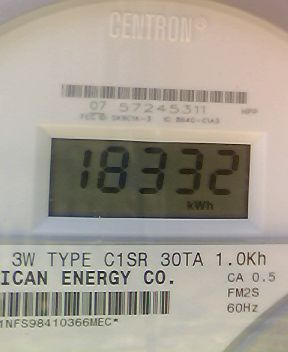 CENTRON®
07 57245311 HPP
18332
kWh
3W TYPE C1SR 30TA 1.0Kh
ICAN ENERGY CO. CA 0.5
FM2S
60Hz
1NFS98410366MEC*